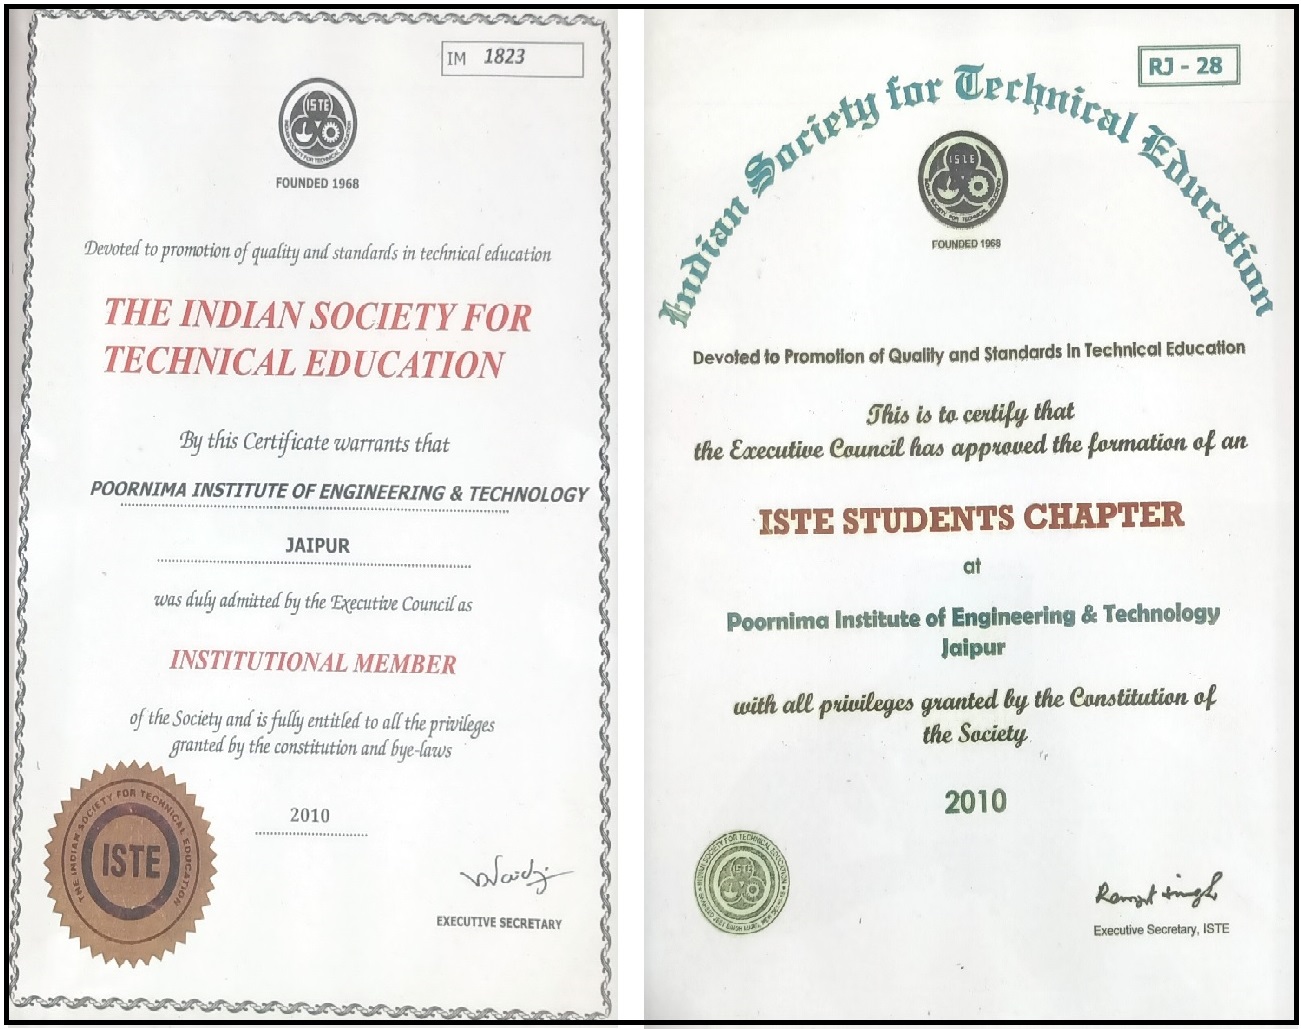 IM 1823
ISTE
INDIAN SOCIETY FOR TECHNICAL EDUCATION
FOUNDED 1968
Devoted to promotion of quality and standards in technical education
THE INDIAN SOCIETY FOR
TECHNICAL EDUCATION
By this Certificate warrants that
POORNIMA INSTITUTE OF ENGINEERING & TECHNOLOGY
JAIPUR
was duly admitted by the Executive Council as
INSTITUTIONAL MEMBER
of the Society and is fully entitled to all the privileges
granted by the constitution and bye-laws
2010
THE INDIAN SOCIETY FOR TECHNICAL EDUCATION
ISTE
EXECUTIVE SECRETARY
RJ - 28
Indian Society for Technical Education
ISTE
INDIAN SOCIETY FOR TECHNICAL EDUCATION
FOUNDED 1968
Devoted to Promotion of Quality and Standards in Technical Education
This is to certify that
the Executive Council has approved the formation of an
ISTE STUDENTS CHAPTER
at
Poornima Institute of Engineering & Technology
Jaipur
with all privileges granted by the Constitution of
the Society
2010
ISTE
Executive Secretary, ISTE